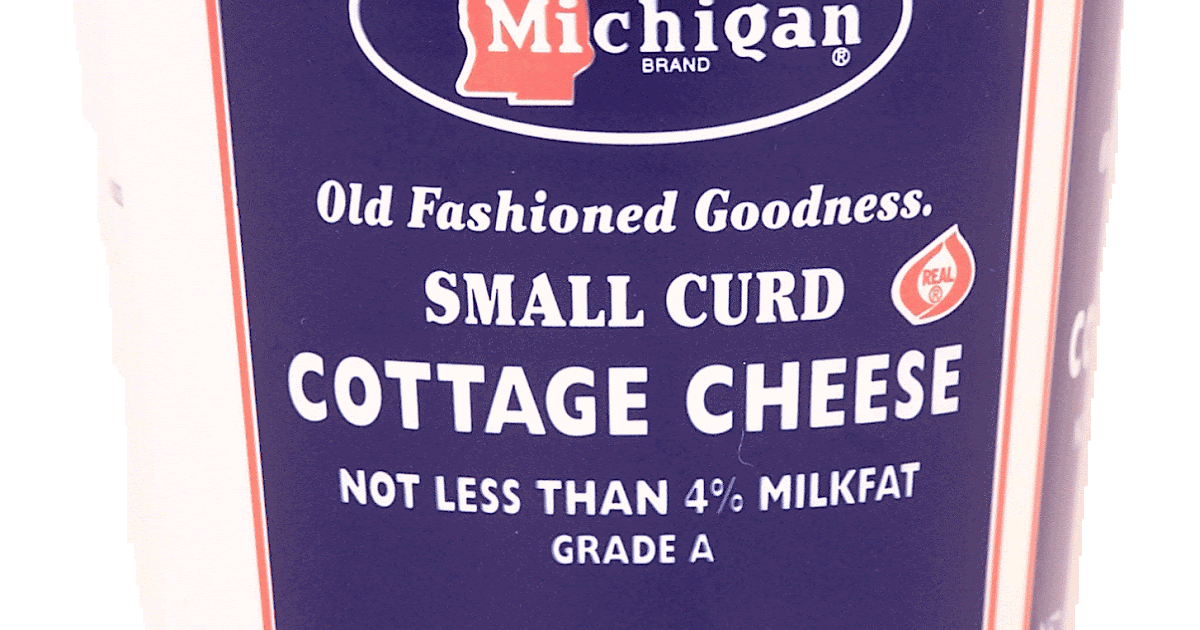 Michigan®
BRAND
Old Fashioned Goodness.
SMALL CURD
REAL
®
COTTAGE CHEESE
NOT LESS THAN 4% MILKFAT
GRADE A